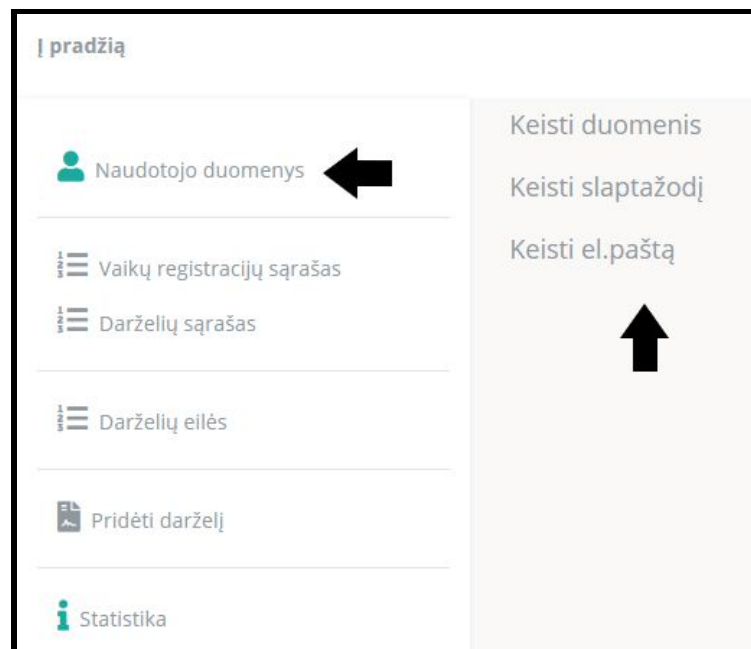 Į pradžią
Naudotojo duomenys
Vaikų registracijų sąrašas
Darželių sąrašas
Darželių eilės
Pridėti darželį
Statistika
Keisti duomenis
Keisti slaptažodį
Keisti el.paštą